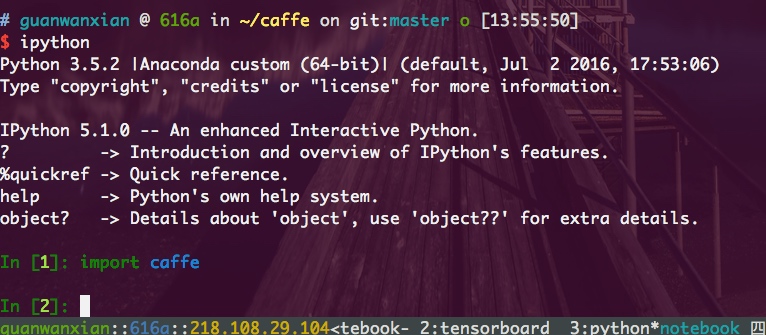 # guanwanxian @ 616a in ~/caffe on git:master o [13:55:50]
$ ipython
Python 3.5.2 |Anaconda custom (64-bit)| (default, Jul  2 2016, 17:53:06)
Type "copyright", "credits" or "license" for more information.
IPython 5.1.0 -- An enhanced Interactive Python.
?         -> Introduction and overview of IPython's features.
%quickref -> Quick reference.
help      -> Python's own help system.
object?   -> Details about 'object', use 'object??' for extra details.
In [1]: import caffe
In [2]:
guanwanxian::616a::218.108.29.104<tebook- 2:tensorboard  3:python*notebook 四